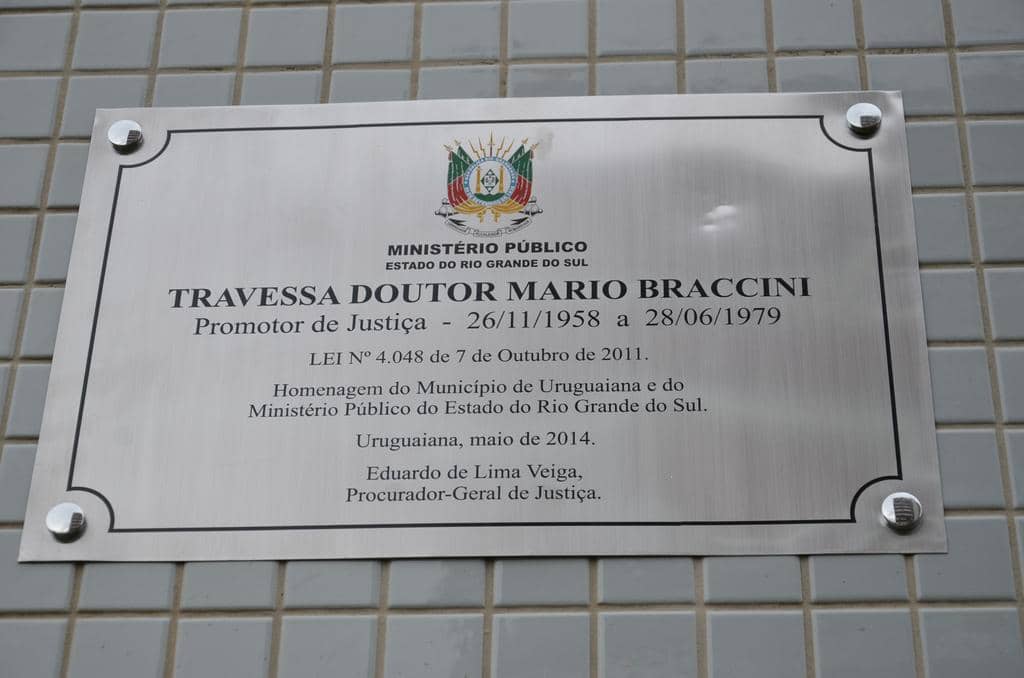 MINISTÉRIO PÚBLICO
ESTADO DO RIO GRANDE DO SUL
TRAVESSA DOUTOR MARIO BRACCINI
Promotor de Justiça - 26/11/1958 a 28/06/1979
LEI Nº 4.048 de 7 de Outubro de 2011.
Homenagem do Município de Uruguaiana e do
Ministério Público do Estado do Rio Grande do Sul.
Uruguaiana, maio de 2014.
Eduardo de Lima Veiga,
Procurador-Geral de Justiça.